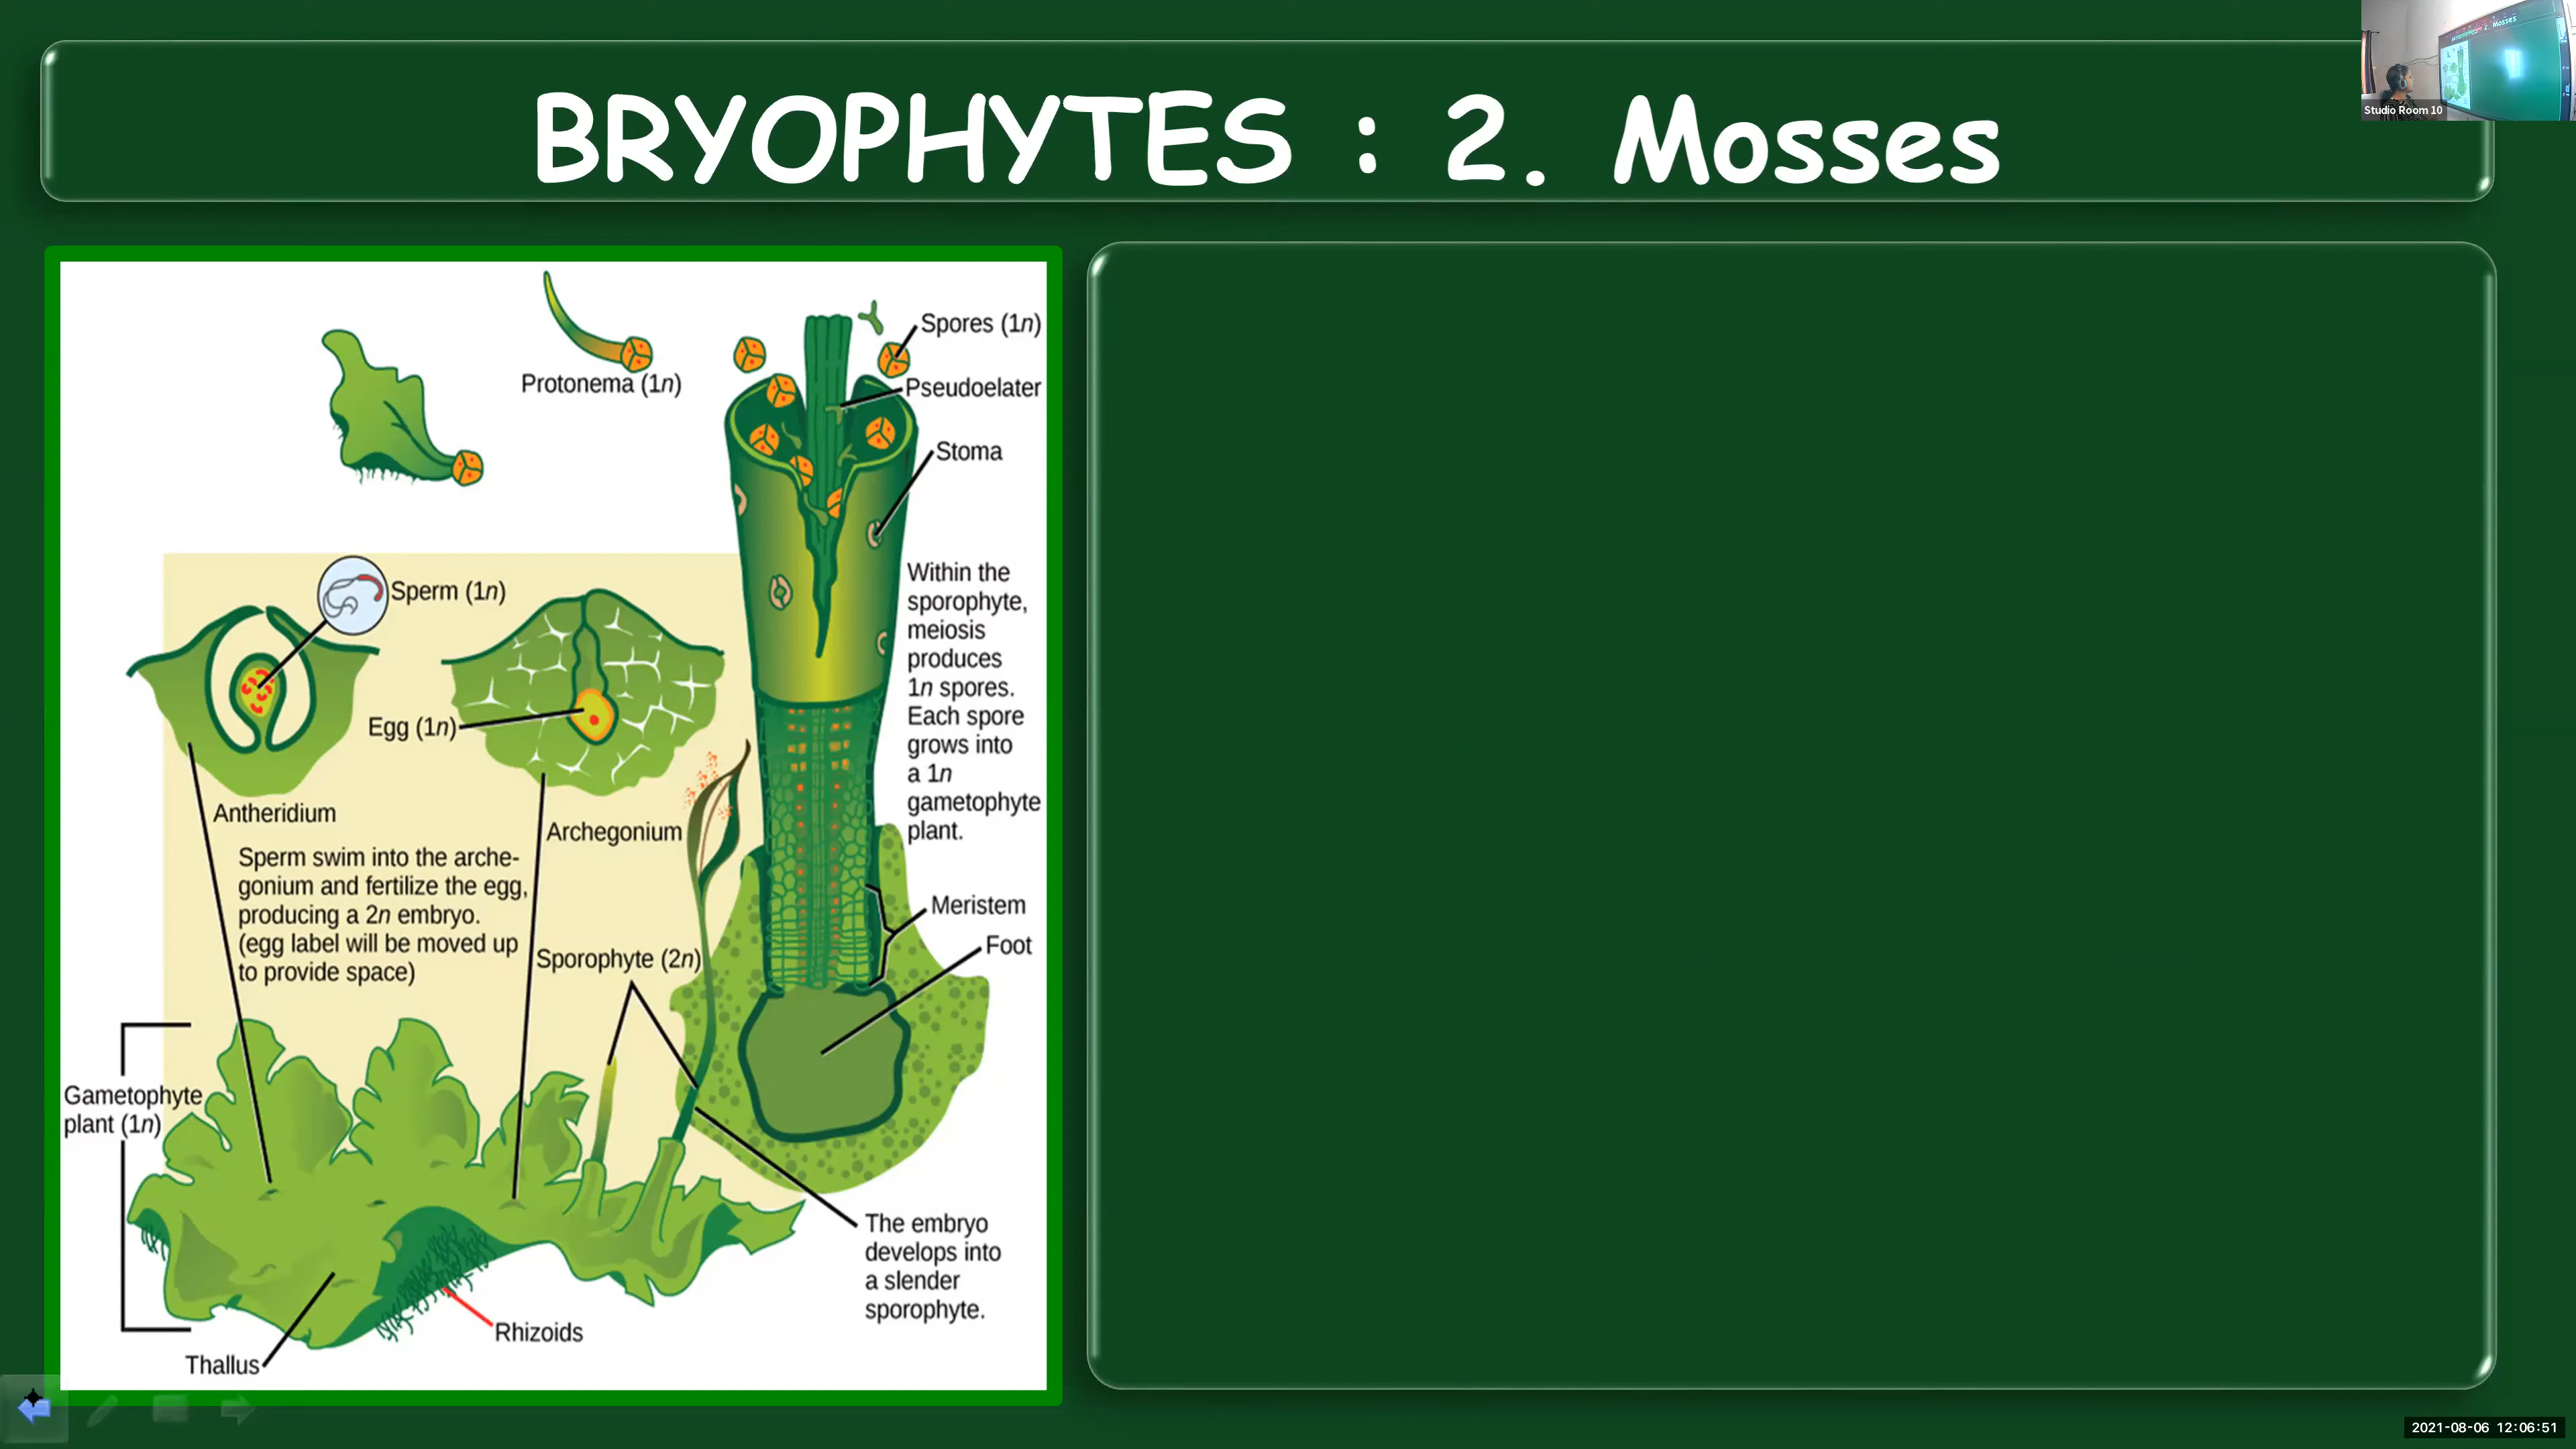 BRYOPHYTES : 2. Mosses
2. Mosses
Studio Room 10
Spores (1n)
Protonema (1n)
Pseudoelater
Stoma
Within the
sporophyte,
meiosis
produces
1n spores.
Each spore
grows into
a 1n
gametophyte
plant.
Sperm (1n)
Egg (1n)
Antheridium
Archegonium
Sperm swim into the arche-
gonium and fertilize the egg,
producing a 2n embryo.
(egg label will be moved up
to provide space)
Sporophyte (2n)
Meristem
Foot
Gametophyte
plant (1n)
The embryo
develops into
a slender
sporophyte.
Rhizoids
Thallus
2021-08-06 12:06:51